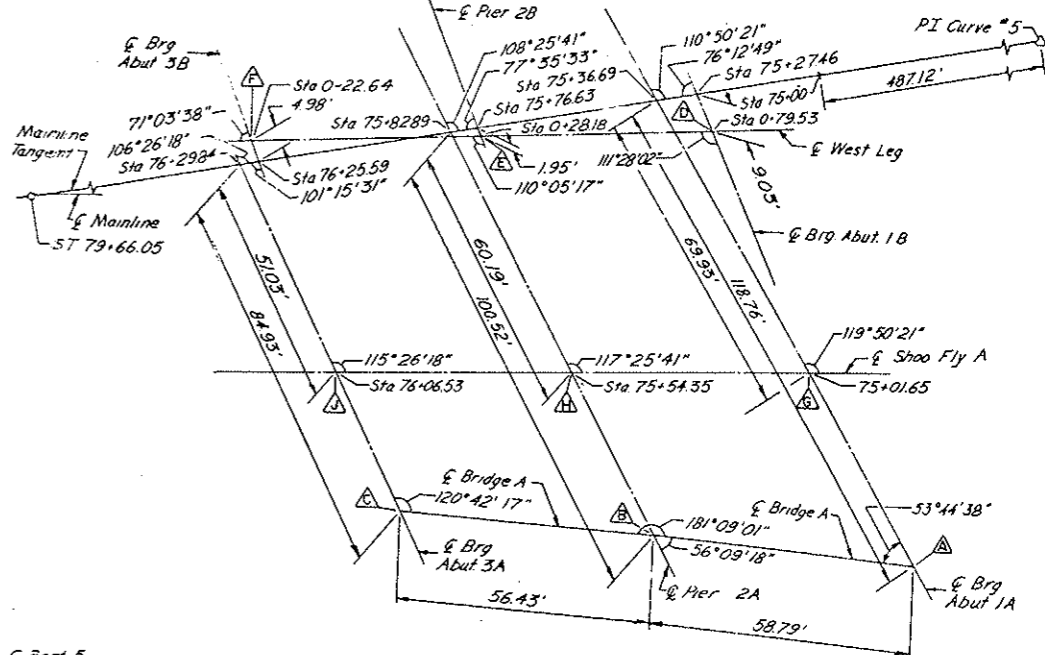 ℄ Pier 2B
PI Curve #5
℄ Brg
Abut 3B
108°25'41"
77°35'33"
110°50'21"
76°12'49"
Sta 75+27.46
487.12'
F
Sta 0-22.64
4.98'
Sta 75+36.69
Sta 75+76.63
Sta 75+00
71°03'38"
Sta 75+82.89
Sta 0+28.18
D
Sta 0+79.53
Mainline
Tangent
106°26'18"
Sta 76+29.84
Sta 76+25.59
101°15'31"
E
1.95'
110°05'17"
111°28'02"
℄ West Leg
9.03'
℄ Mainline
ST 79+66.05
℄ Brg Abut. 1B
51.03'
84.93'
60.19'
100.52'
69.93'
118.76'
115°26'18"
Sta 76+06.53
117°25'41"
Sta 75+54.35
119°50'21"
℄ Shoo Fly A
75+01.65
J
H
G
℄ Bridge A
C
120°42'17"
B
181°09'01"
56°09'18"
℄ Bridge A
53°44'38"
A
℄ Brg
Abut 3A
℄ Pier 2A
℄ Brg
Abut 1A
56.43'
58.79'